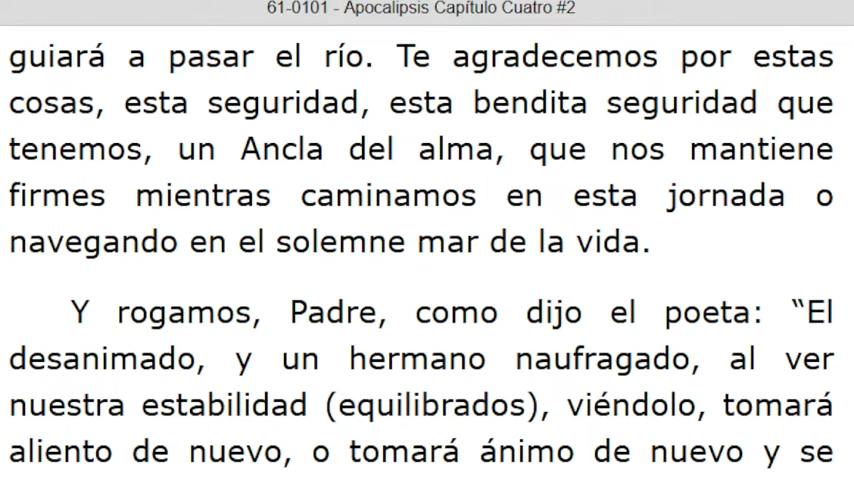 61-0101 - Apocalipsis Capítulo Cuatro #2
guiará a pasar el río. Te agradecemos por estas
cosas, esta seguridad, esta bendita seguridad que
tenemos, un Ancla del alma, que nos mantiene
firmes mientras caminamos en esta jornada o
navegando en el solemne mar de la vida.
Y rogamos, Padre, como dijo el poeta: “El
desanimado, y un hermano naufragado, al ver
nuestra estabilidad (equilibrados), viéndolo, tomará
aliento de nuevo, o tomará ánimo de nuevo y se